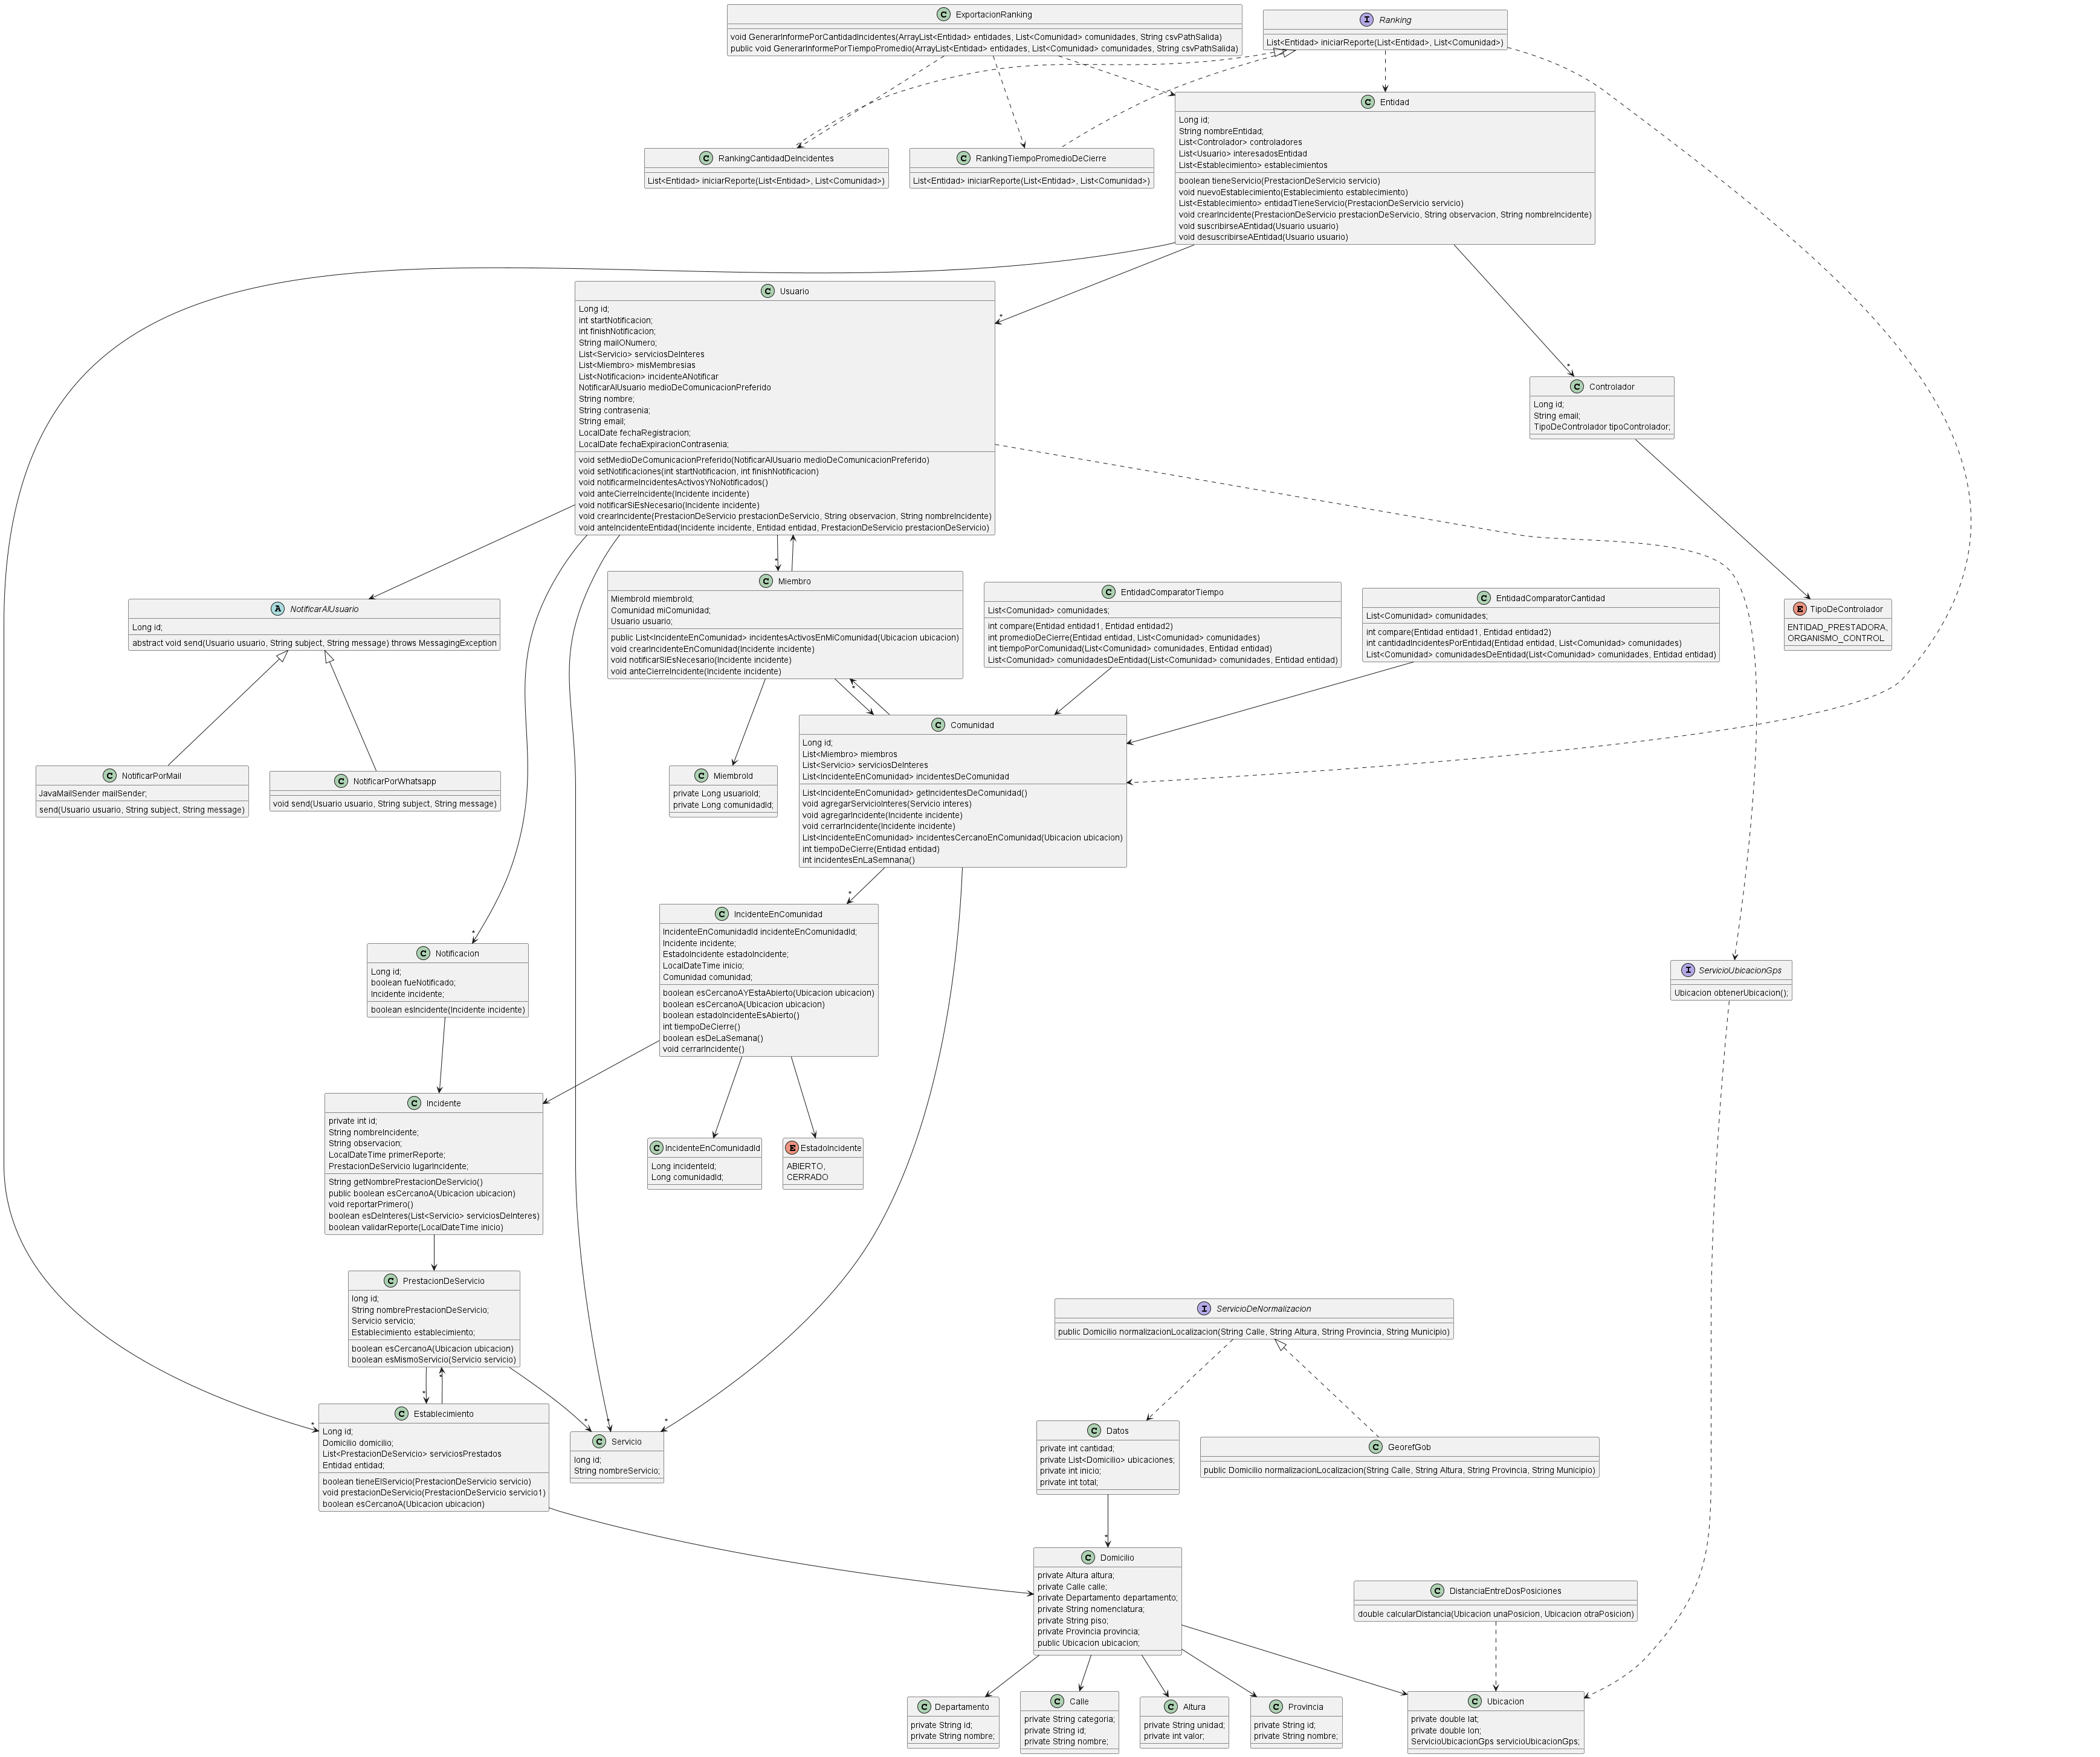 C ExportacionRanking
void GenerarInformePorCantidadIncidentes(ArrayList<Entidad> entidades, List<Comunidad> comunidades, String csvPathSalida)
public void GenerarInformePorTiempoPromedio(ArrayList<Entidad> entidades, List<Comunidad> comunidades, String csvPathSalida)
I Ranking
List<Entidad> iniciarReporte(List<Entidad>, List<Comunidad>)
C RankingCantidadDeIncidentes
List<Entidad> iniciarReporte(List<Entidad>, List<Comunidad>)
C RankingTiempoPromedioDeCierre
List<Entidad> iniciarReporte(List<Entidad>, List<Comunidad>)
C Entidad
Long id;
String nombreEntidad;
List<Controlador> controladores
List<Usuario> interesadosEntidad
List<Establecimiento> establecimientos
boolean tieneServicio(PrestacionDeServicio servicio)
void nuevoEstablecimiento(Establecimiento establecimiento)
List<Establecimiento> entidadTieneServicio(PrestacionDeServicio servicio)
void crearIncidente(PrestacionDeServicio prestacionDeServicio, String observacion, String nombreIncidente)
void suscribirseAEntidad(Usuario usuario)
void desuscribirseAEntidad(Usuario usuario)
C Usuario
Long id;
int startNotificacion;
int finishNotificacion;
String mailONumero;
List<Servicio> serviciosDeInteres
List<Miembro> misMembresias
List<Notificacion> incidenteANotificar
NotificarAlUsuario medioDeComunicacionPreferido
String nombre;
String contrasenia;
String email;
LocalDate fechaRegistracion;
LocalDate fechaExpiracionContrasenia;
void setMedioDeComunicacionPreferido(NotificarAlUsuario medioDeComunicacionPreferido)
void setNotificaciones(int startNotificacion, int finishNotificacion)
void notificarmeIncidentesActivosYNoNotificados()
void anteCierreIncidente(Incidente incidente)
void notificarSiEsNecesario(Incidente incidente)
void crearIncidente(PrestacionDeServicio prestacionDeServicio, String observacion, String nombreIncidente)
void anteIncidenteEntidad(Incidente incidente, Entidad entidad, PrestacionDeServicio prestacionDeServicio)
*
*
C Controlador
Long id;
String email;
TipoDeControlador tipoControlador;
A NotificarAlUsuario
Long id;
abstract void send(Usuario usuario, String subject, String message) throws MessagingException
*
C Miembro
MiembroId miembroId;
Comunidad miComunidad;
Usuario usuario;
public List<IncidenteEnComunidad> incidentesActivosEnMiComunidad(Ubicacion ubicacion)
void crearIncidenteEnComunidad(Incidente incidente)
void notificarSiEsNecesario(Incidente incidente)
void anteCierreIncidente(Incidente incidente)
C EntidadComparatorTiempo
List<Comunidad> comunidades;
int compare(Entidad entidad1, Entidad entidad2)
int promedioDeCierre(Entidad entidad, List<Comunidad> comunidades)
int tiempoPorComunidad(List<Comunidad> comunidades, Entidad entidad)
List<Comunidad> comunidadesDeEntidad(List<Comunidad> comunidades, Entidad entidad)
C EntidadComparatorCantidad
List<Comunidad> comunidades;
int compare(Entidad entidad1, Entidad entidad2)
int cantidadIncidentesPorEntidad(Entidad entidad, List<Comunidad> comunidades)
List<Comunidad> comunidadesDeEntidad(List<Comunidad> comunidades, Entidad entidad)
E TipoDeControlador
ENTIDAD_PRESTADORA,
ORGANISMO_CONTROL
*
C NotificarPorMail
JavaMailSender mailSender;
send(Usuario usuario, String subject, String message)
C NotificarPorWhatsapp
void send(Usuario usuario, String subject, String message)
C MiembroId
private Long usuarioId;
private Long comunidadId;
C Comunidad
Long id;
List<Miembro> miembros
List<Servicio> serviciosDeInteres
List<IncidenteEnComunidad> incidentesDeComunidad
List<IncidenteEnComunidad> getIncidentesDeComunidad()
void agregarServicioInteres(Servicio interes)
void agregarIncidente(Incidente incidente)
void cerrarIncidente(Incidente incidente)
List<IncidenteEnComunidad> incidentesCercanoEnComunidad(Ubicacion ubicacion)
int tiempoDeCierre(Entidad entidad)
int incidentesEnLaSemnana()
*
*
C Notificacion
Long id;
boolean fueNotificado;
Incidente incidente;
boolean esIncidente(Incidente incidente)
C IncidenteEnComunidad
IncidenteEnComunidadId incidenteEnComunidadId;
Incidente incidente;
EstadoIncidente estadoIncidente;
LocalDateTime inicio;
Comunidad comunidad;
boolean esCercanoAYEstaAbierto(Ubicacion ubicacion)
boolean esCercanoA(Ubicacion ubicacion)
boolean estadoIncidenteEsAbierto()
int tiempoDeCierre()
boolean esDeLaSemana()
void cerrarIncidente()
I ServicioUbicacionGps
Ubicacion obtenerUbicacion();
C Incidente
private int id;
String nombreIncidente;
String observacion;
LocalDateTime primerReporte;
PrestacionDeServicio lugarIncidente;
String getNombrePrestacionDeServicio()
public boolean esCercanoA(Ubicacion ubicacion)
void reportarPrimero()
boolean esDeInteres(List<Servicio> serviciosDeInteres)
boolean validarReporte(LocalDateTime inicio)
C IncidenteEnComunidadId
Long incidenteId;
Long comunidadId;
E EstadoIncidente
ABIERTO,
CERRADO
C PrestacionDeServicio
long id;
String nombrePrestacionDeServicio;
Servicio servicio;
Establecimiento establecimiento;
boolean esCercanoA(Ubicacion ubicacion)
boolean esMismoServicio(Servicio servicio)
I ServicioDeNormalizacion
public Domicilio normalizacionLocalizacion(String Calle, String Altura, String Provincia, String Municipio)
*
*
*
*
*
*
C Establecimiento
Long id;
Domicilio domicilio;
List<PrestacionDeServicio> serviciosPrestados
Entidad entidad;
boolean tieneElServicio(PrestacionDeServicio servicio)
void prestacionDeServicio(PrestacionDeServicio servicio1)
boolean esCercanoA(Ubicacion ubicacion)
C Servicio
long id;
String nombreServicio;
C Datos
private int cantidad;
private List<Domicilio> ubicaciones;
private int inicio;
private int total;
C GeorefGob
public Domicilio normalizacionLocalizacion(String Calle, String Altura, String Provincia, String Municipio)
*
C Domicilio
private Altura altura;
private Calle calle;
private Departamento departamento;
private String nomenclatura;
private String piso;
private Provincia provincia;
public Ubicacion ubicacion;
C DistanciaEntreDosPosiciones
double calcularDistancia(Ubicacion unaPosicion, Ubicacion otraPosicion)
C Departamento
private String id;
private String nombre;
C Calle
private String categoria;
private String id;
private String nombre;
C Altura
private String unidad;
private int valor;
C Provincia
private String id;
private String nombre;
C Ubicacion
private double lat;
private double lon;
ServicioUbicacionGps servicioUbicacionGps;